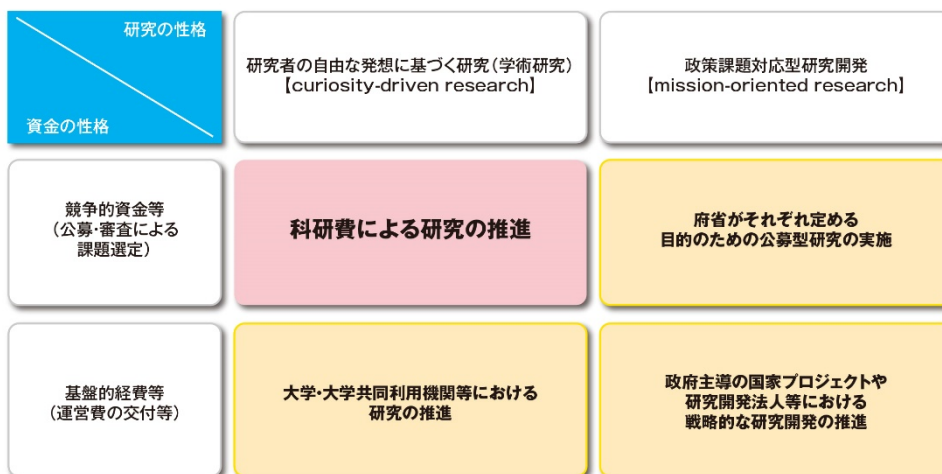 研究の性格
資金の性格
研究者の自由な発想に基づく研究(学術研究)
【curiosity-driven research】
政策課題対応型研究開発
【mission-oriented research】
競争的資金等
(公募・審査による
課題選定)
科研費による研究の推進
府省がそれぞれ定める
目的のための公募型研究の実施
基盤的経費等
(運営費の交付等)
大学・大学共同利用機関等における
研究の推進
政府主導の国家プロジェクトや
研究開発法人等における
戦略的な研究開発の推進